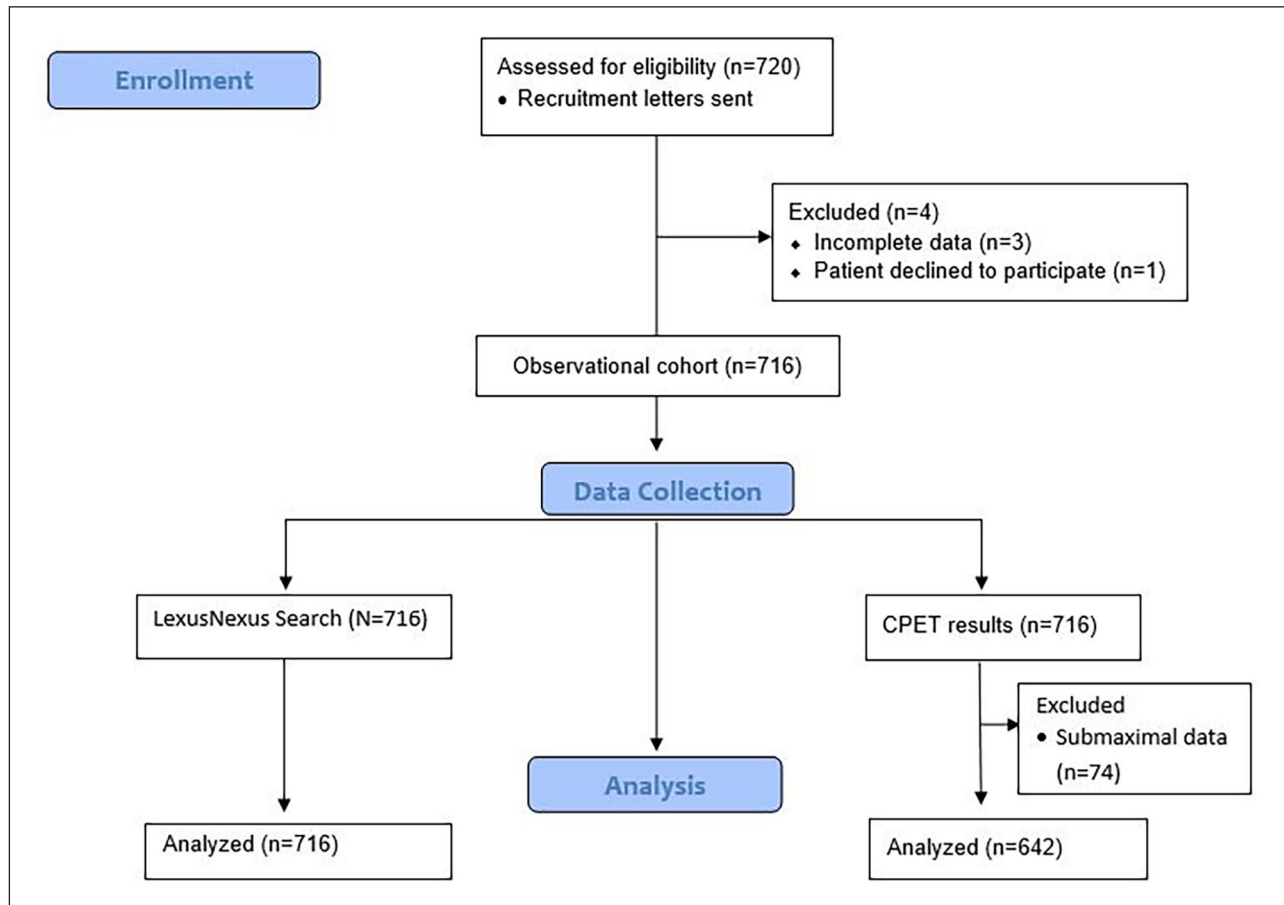 Enrollment
Assessed for eligibility (n=720)
• Recruitment letters sent
Excluded (n=4)
⬥ Incomplete data (n=3)
⬥ Patient declined to participate (n=1)
Observational cohort (n=716)
Data Collection
LexusNexus Search (N=716)
CPET results (n=716)
Excluded
• Submaximal data
(n=74)
Analysis
Analyzed (n=716)
Analyzed (n=642)